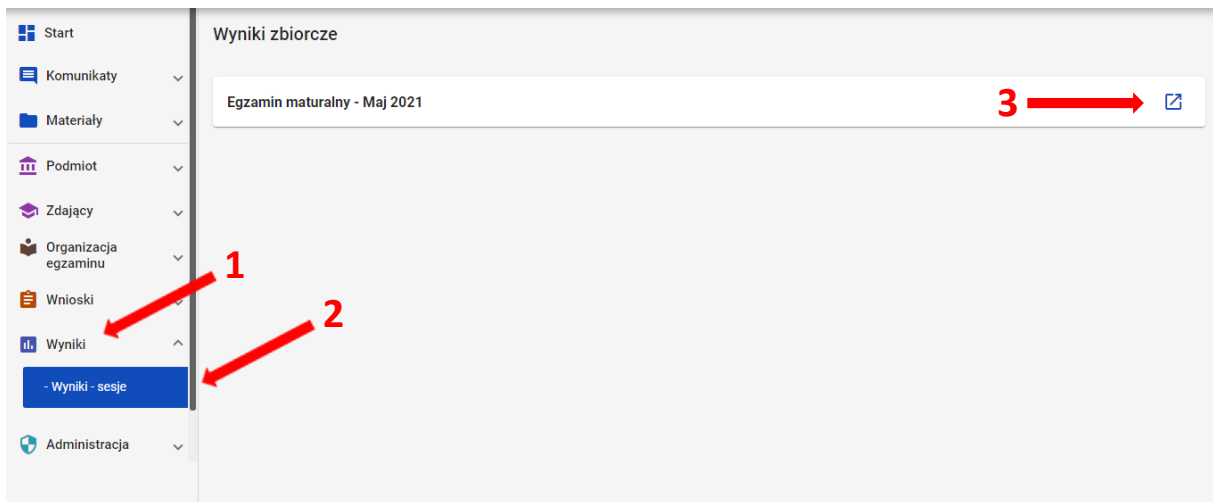 Start
Komunikaty
Materiały
Podmiot
Zdający
Organizacja
egzaminu
Wnioski
Wyniki
- Wyniki - sesje
Administracja
Wyniki zbiorcze
Egzamin maturalny - Maj 2021
3
1
2